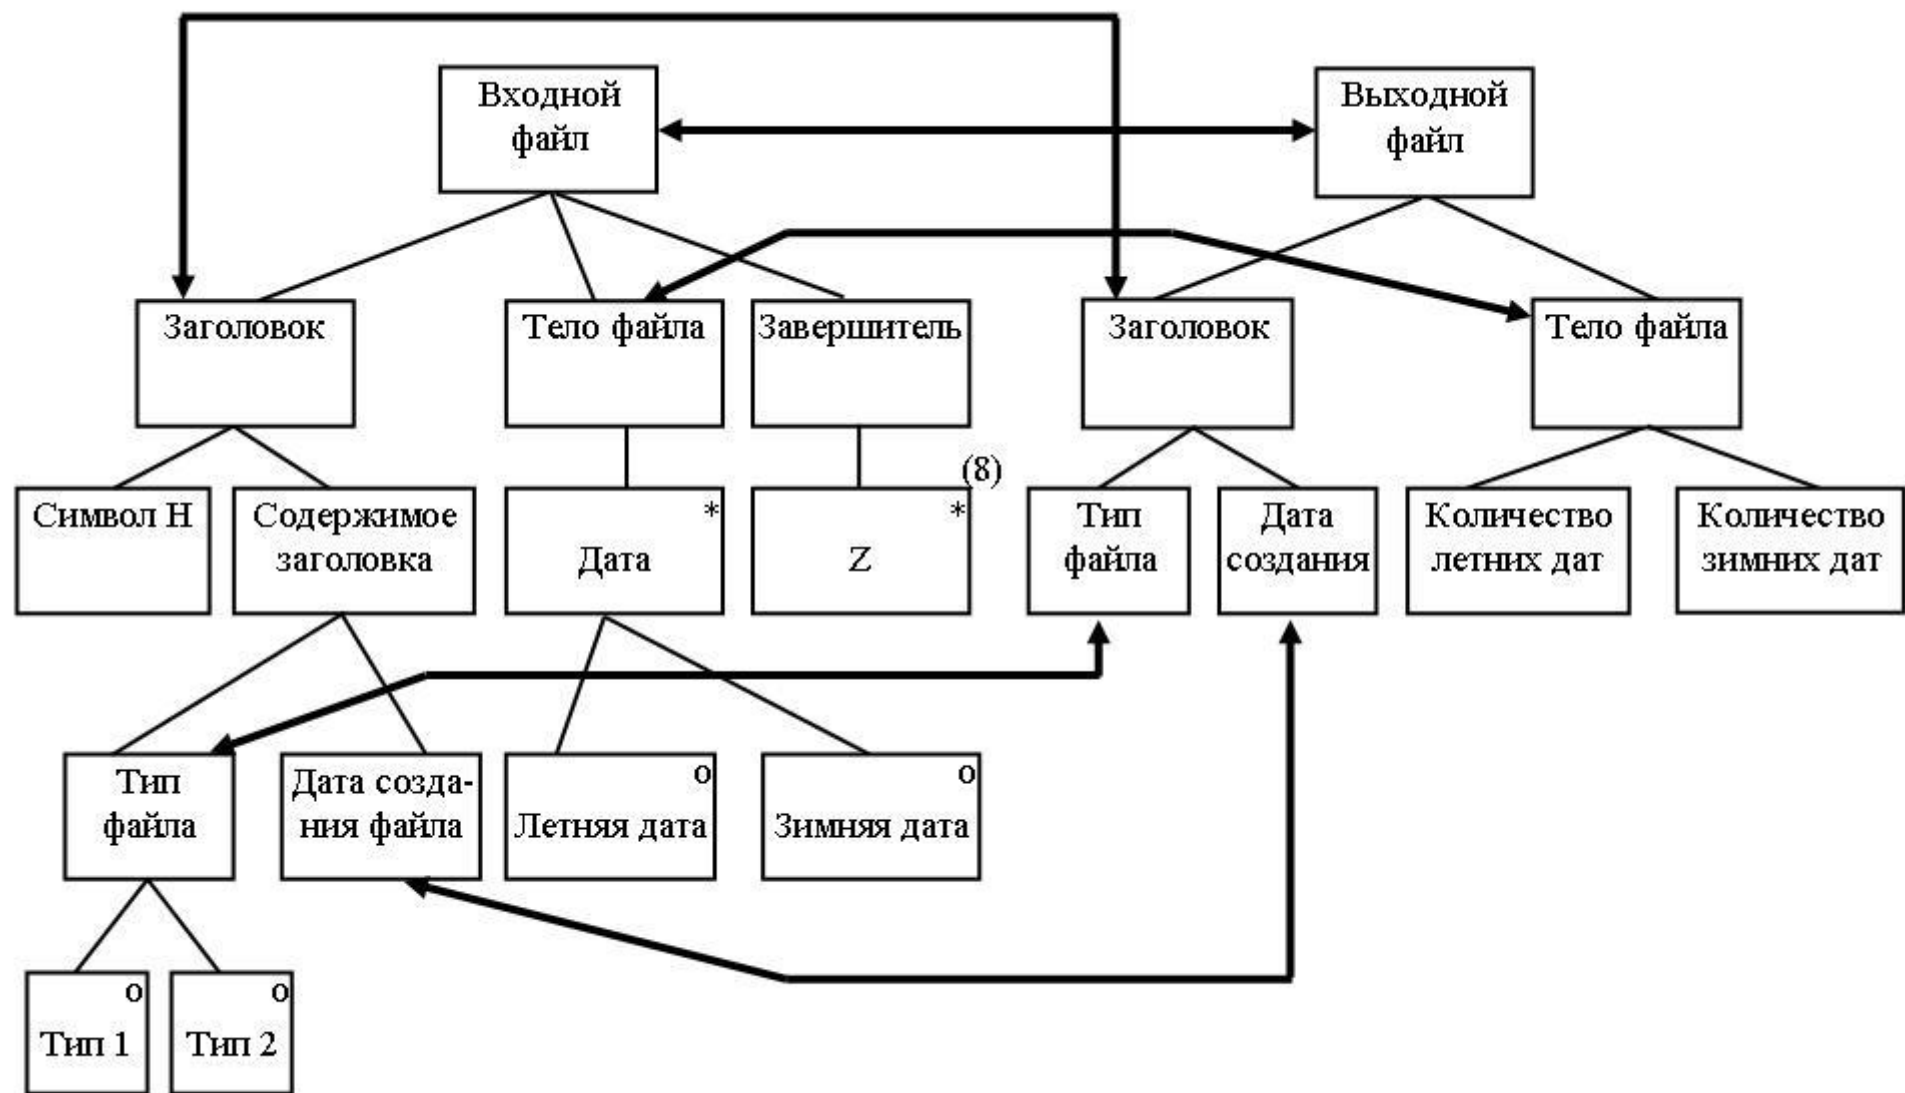 Входной
файл
Выходной
файл
Заголовок
Тело файла
Завершитель
Заголовок
Тело файла
Символ Н
Содержимое
заголовка
*
Дата
(8)
*
Z
Тип
файла
Дата
создания
Количество
летних дат
Количество
зимних дат
Тип
файла
Дата созда-
ния файла
о
Летняя дата
о
Зимняя дата
о
Тип 1
о
Тип 2